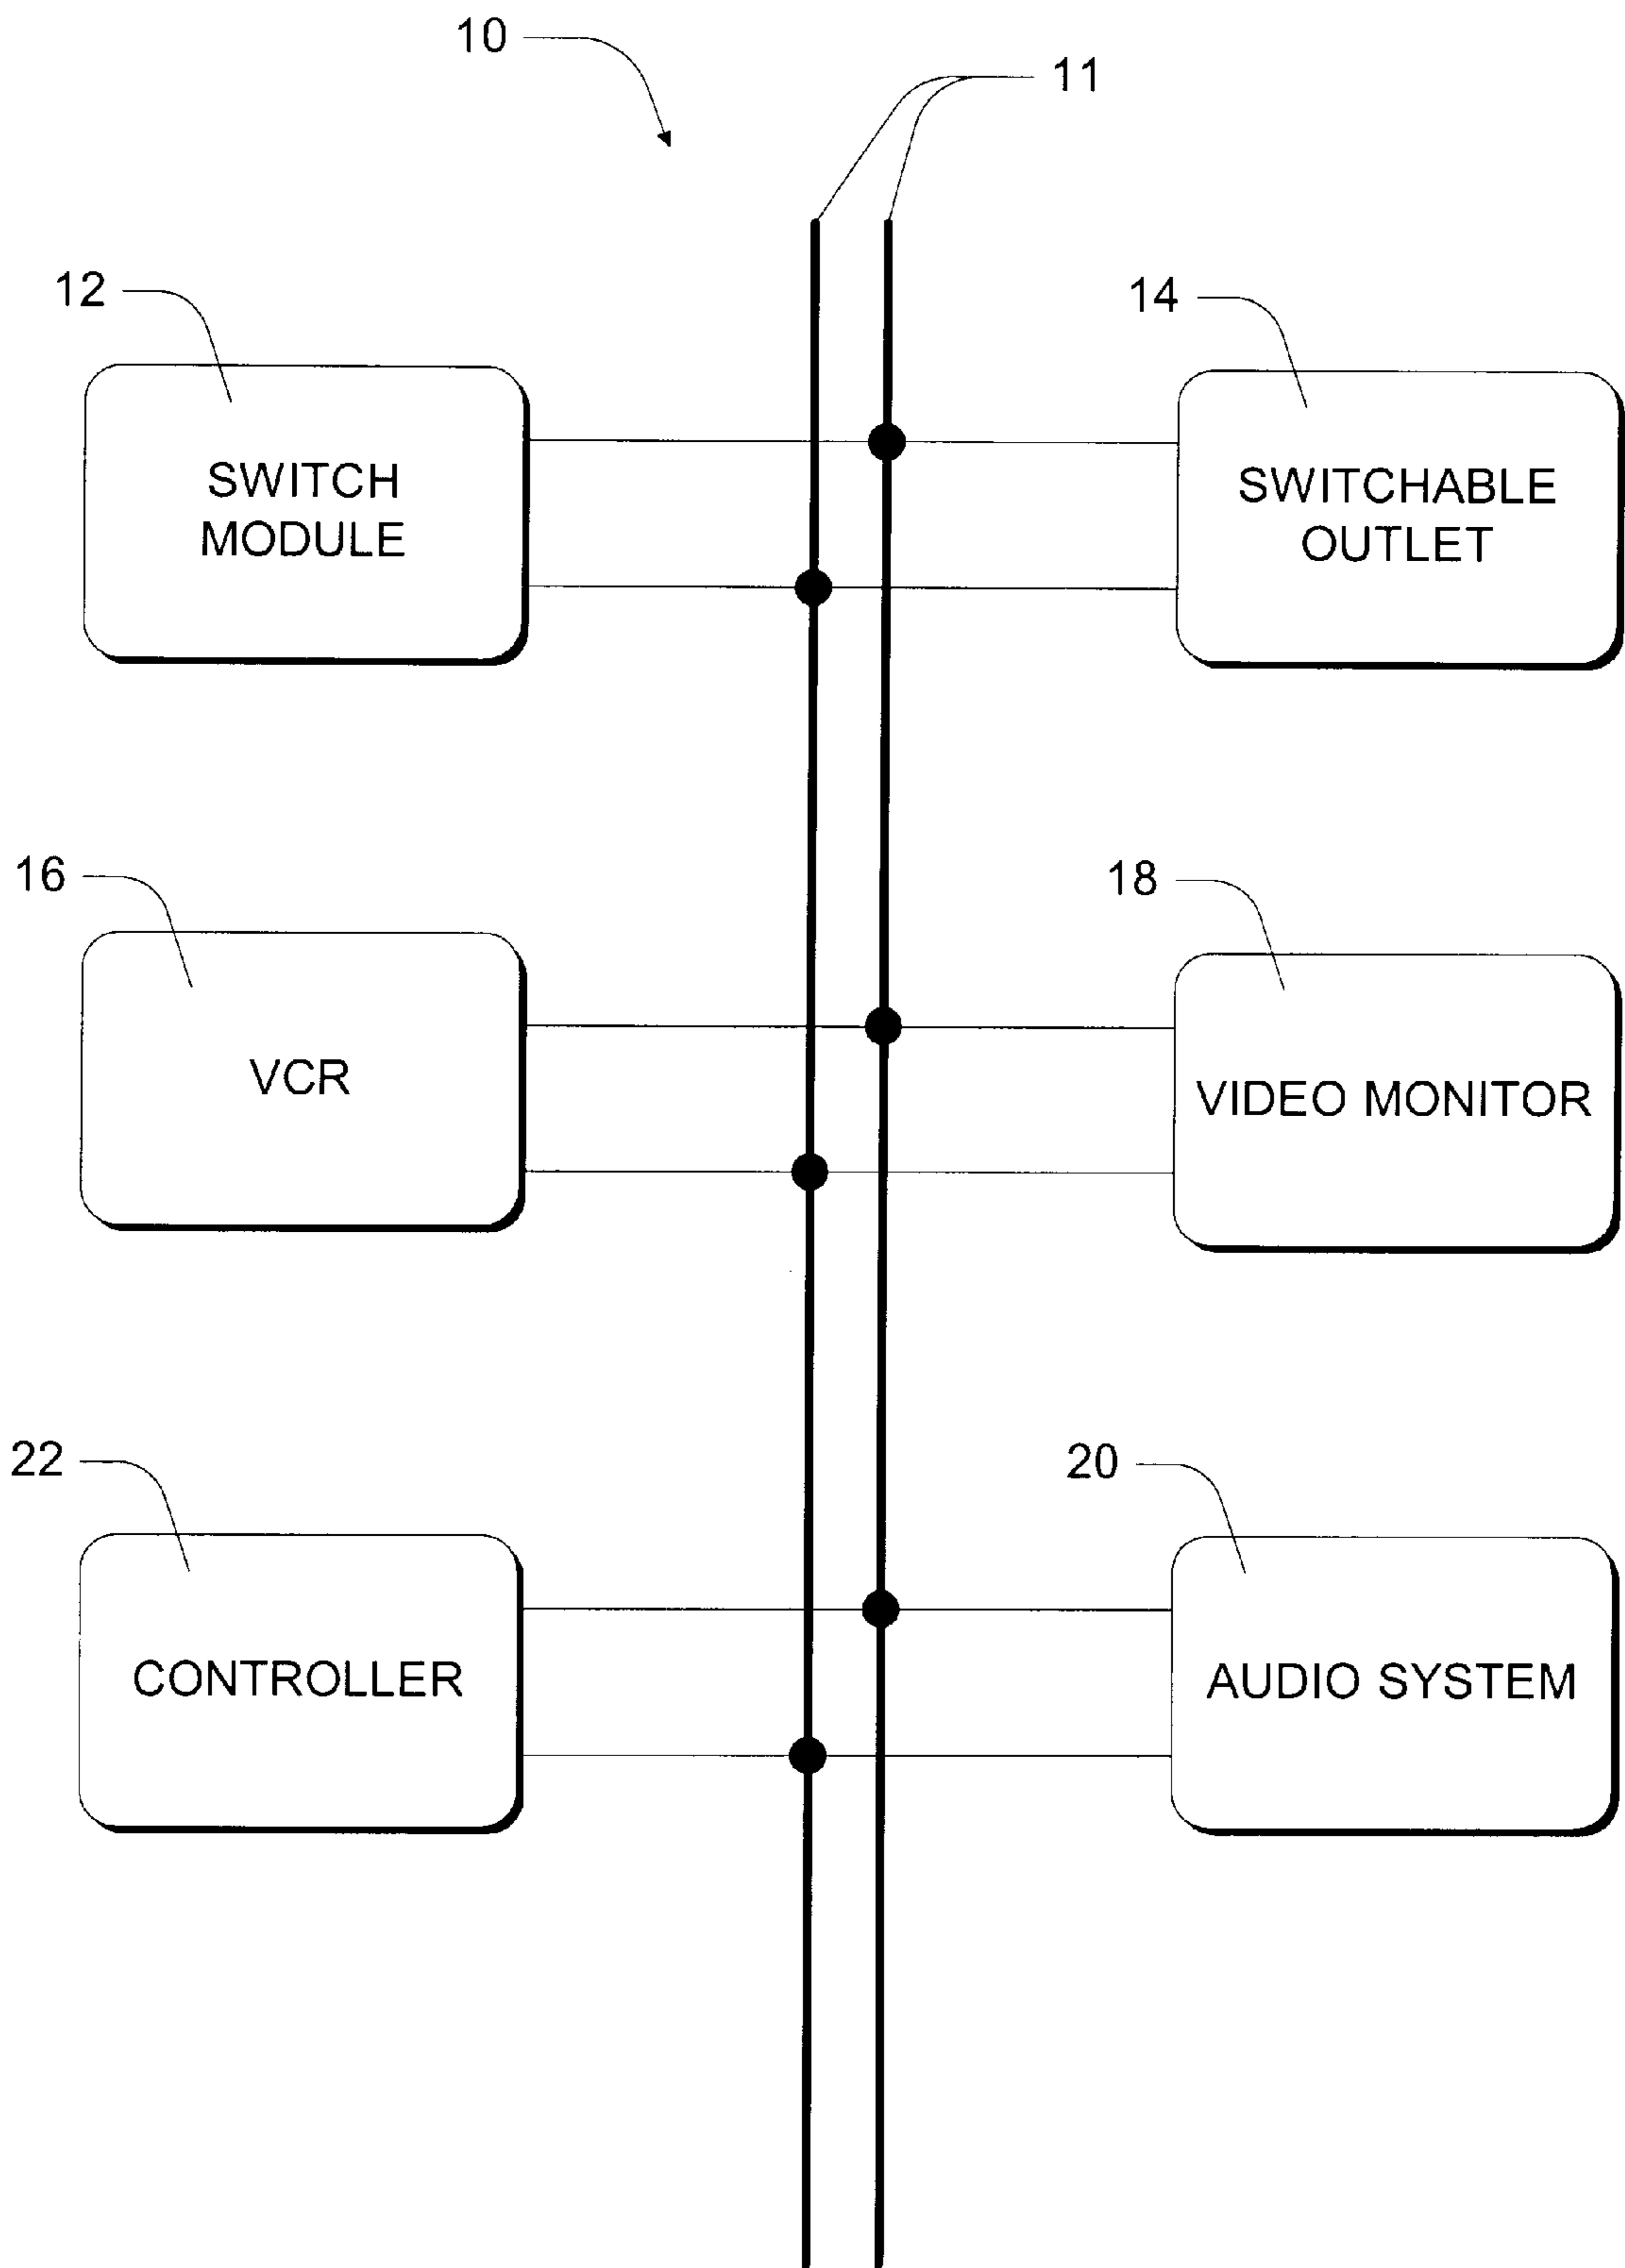 10
11
12
14
SWITCH
MODULE
SWITCHABLE
OUTLET
16
18
VCR
VIDEO MONITOR
22
20
CONTROLLER
AUDIO SYSTEM